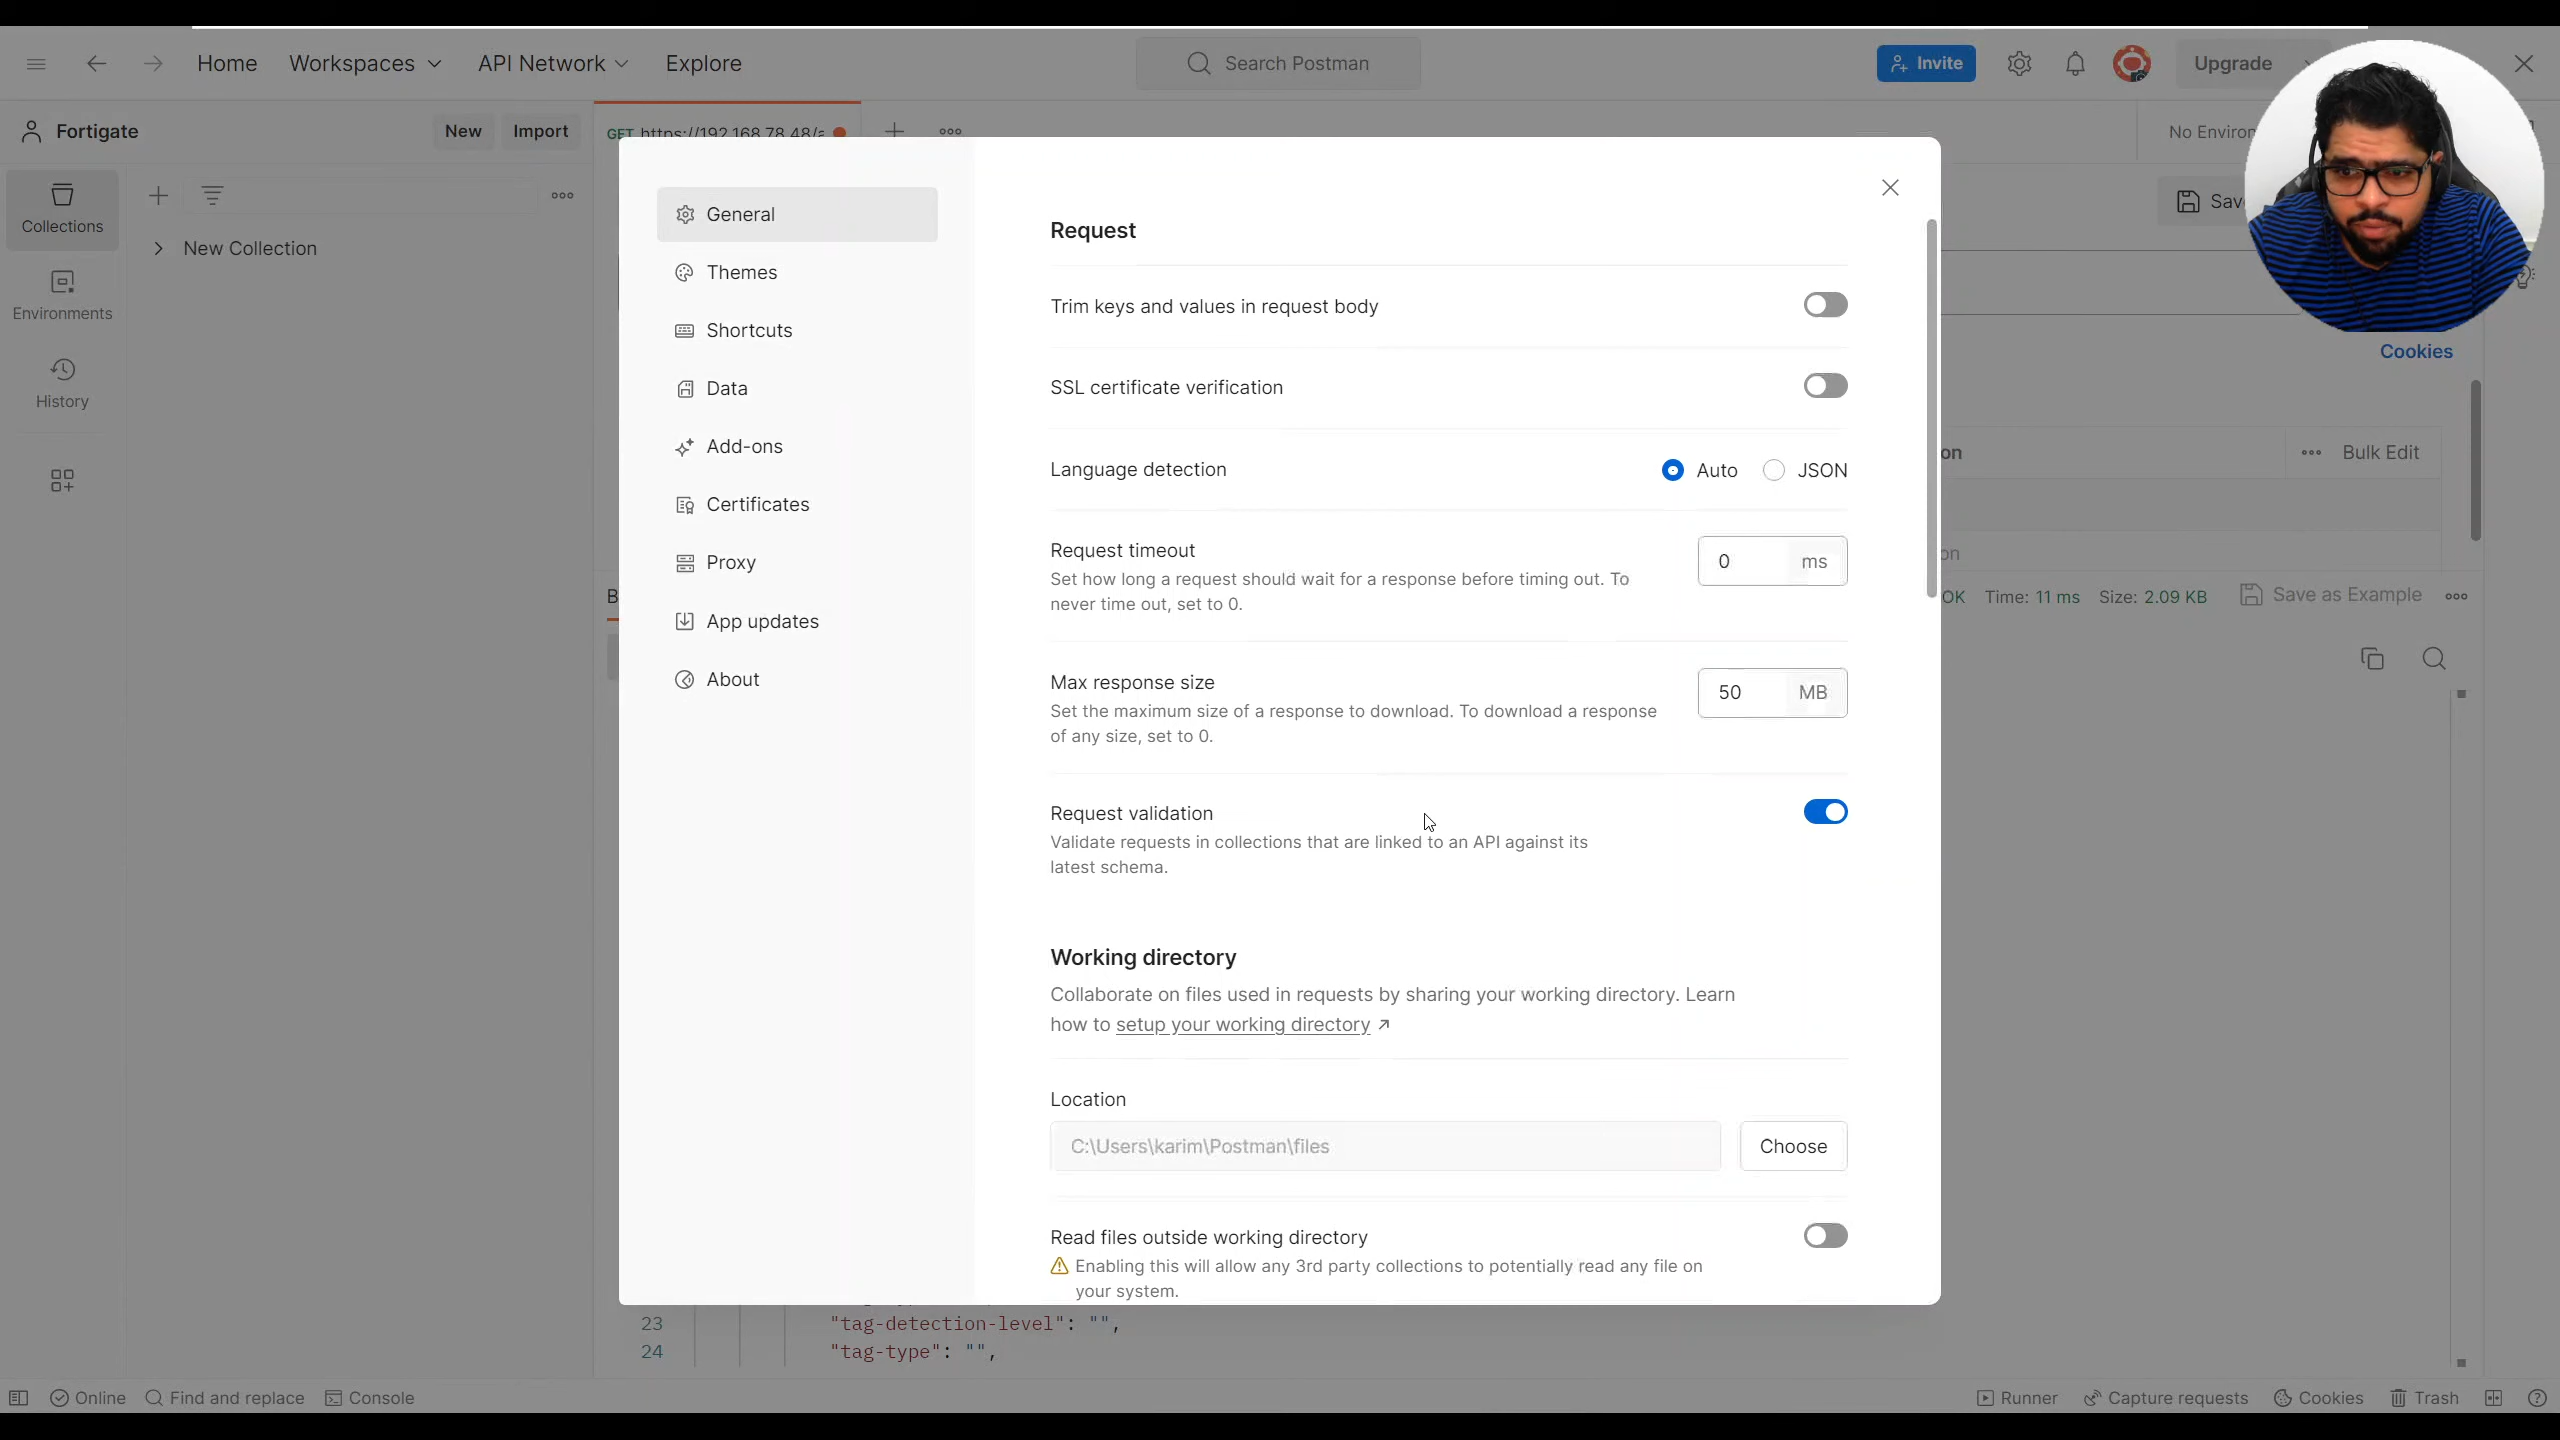 Home Workspaces API Network Explore Search Postman Invite Upgrade
Fortigate New Import GET https://192.168.78.48/a No Environ
Collections
Environments
History
New Collection
Save
Cookies
on
Bulk Edit
on
B
OK Time: 11 ms Size: 2.09 KB Save as Example
General
Themes
Shortcuts
Data
Add-ons
Certificates
Proxy
App updates
About
Request
Trim keys and values in request body
SSL certificate verification
Language detection Auto JSON
Request timeout 0 ms
Set how long a request should wait for a response before timing out. To
never time out, set to 0.
Max response size 50 MB
Set the maximum size of a response to download. To download a response
of any size, set to 0.
Request validation
Validate requests in collections that are linked to an API against its
latest schema.
Working directory
Collaborate on files used in requests by sharing your working directory. Learn
how to setup your working directory ↗
Location
C:\Users\karim\Postman\files Choose
Read files outside working directory
Enabling this will allow any 3rd party collections to potentially read any file on
your system.
23 "tag-detection-level": "",
24 "tag-type": "",
Online Find and replace Console Runner Capture requests Cookies Trash